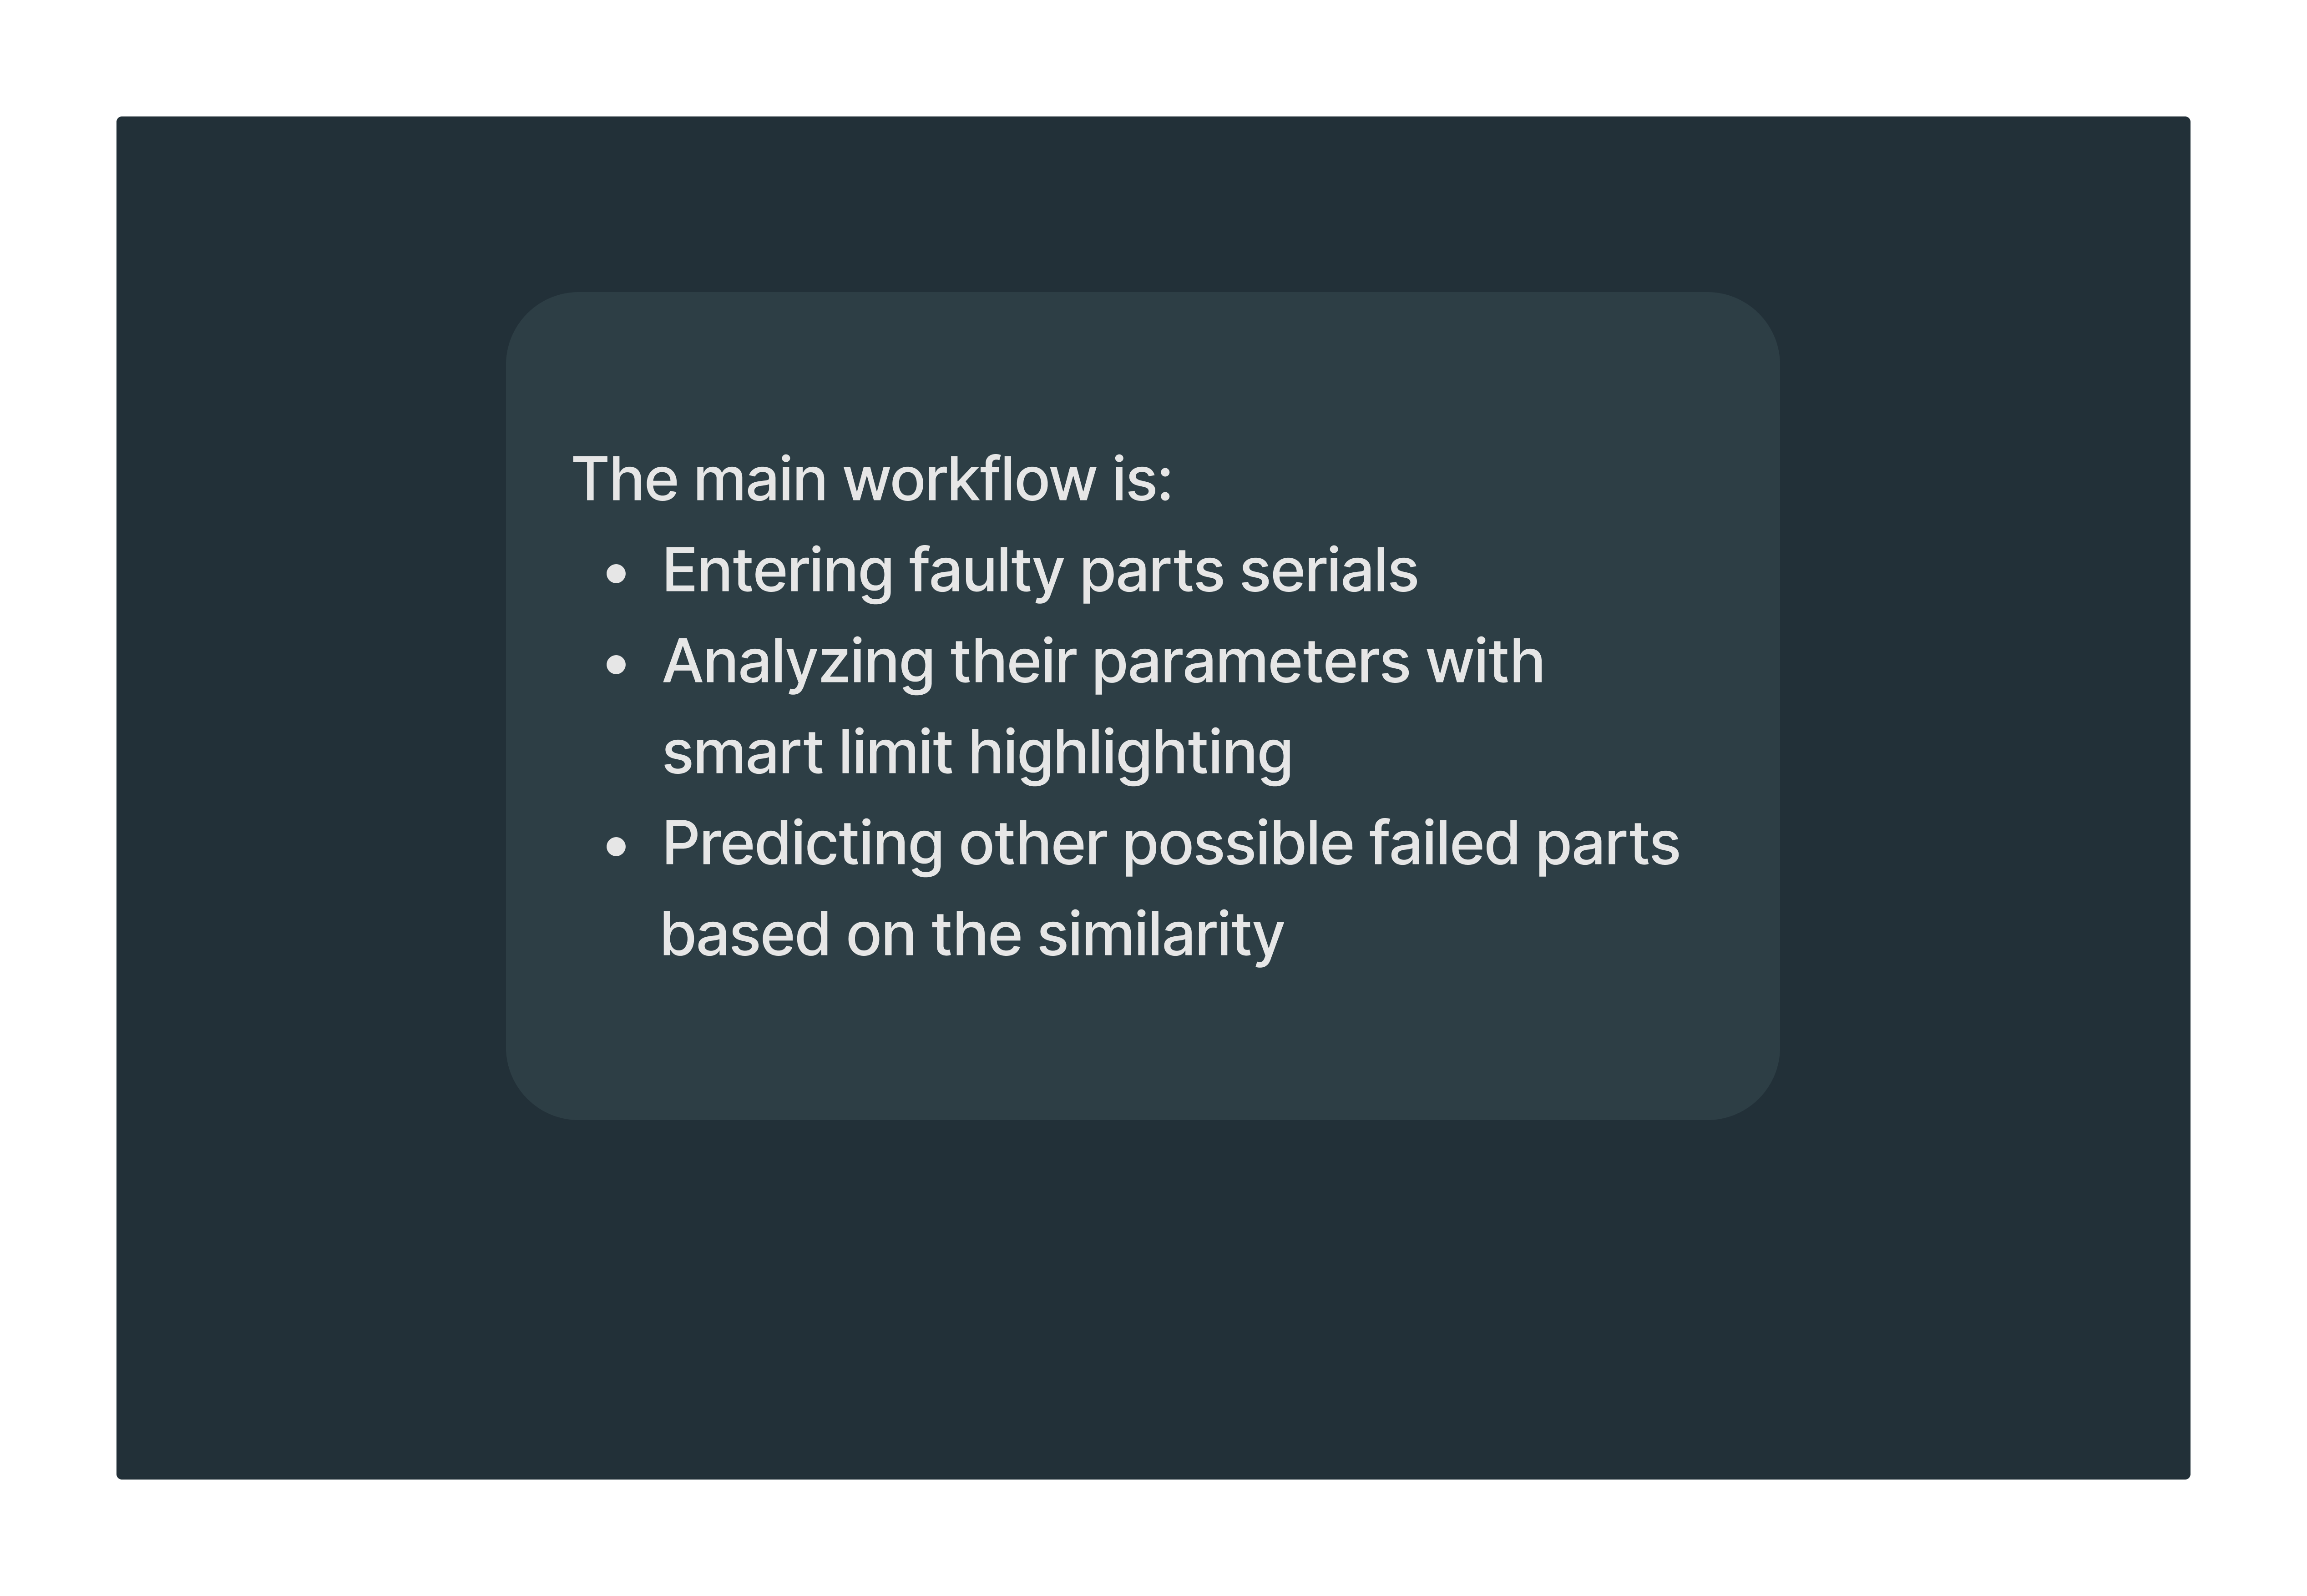 The main workflow is:
• Entering faulty parts serials
• Analyzing their parameters with
smart limit highlighting
• Predicting other possible failed parts
based on the similarity